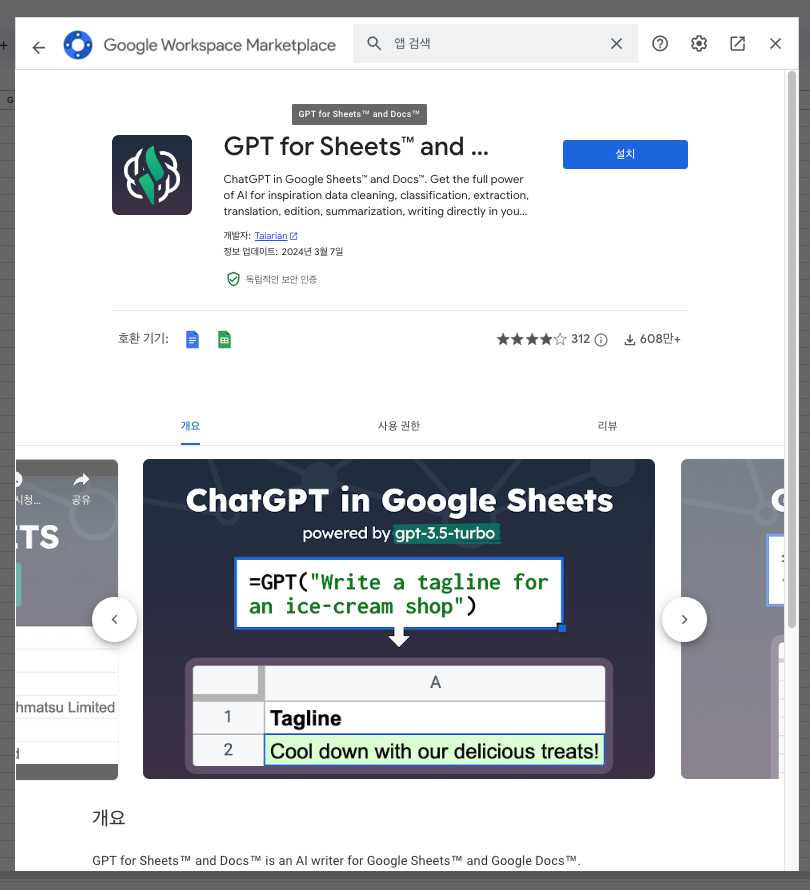 Google Workspace Marketplace
앱 검색
GPT for Sheets™ and Docs™
GPT for Sheets™ and ...
설치
ChatGPT in Google Sheets™ and Docs™. Get the full power
of AI for inspiration data cleaning, classification, extraction,
translation, edition, summarization, writing directly in you...
개발자: Talarian
정보 업데이트: 2024년 3월 7일
독립적인 보안 인증
호환 기기:
312
608만+
개요
사용 권한
리뷰
시청...
공유
ETS
hmatsu Limited
d
ChatGPT in Google Sheets
powered by gpt-3.5-turbo
=GPT("Write a tagline for
an ice-cream shop")
A
1 Tagline
2 Cool down with our delicious treats!
개요
GPT for Sheets™ and Docs™ is an AI writer for Google Sheets™ and Google Docs™.